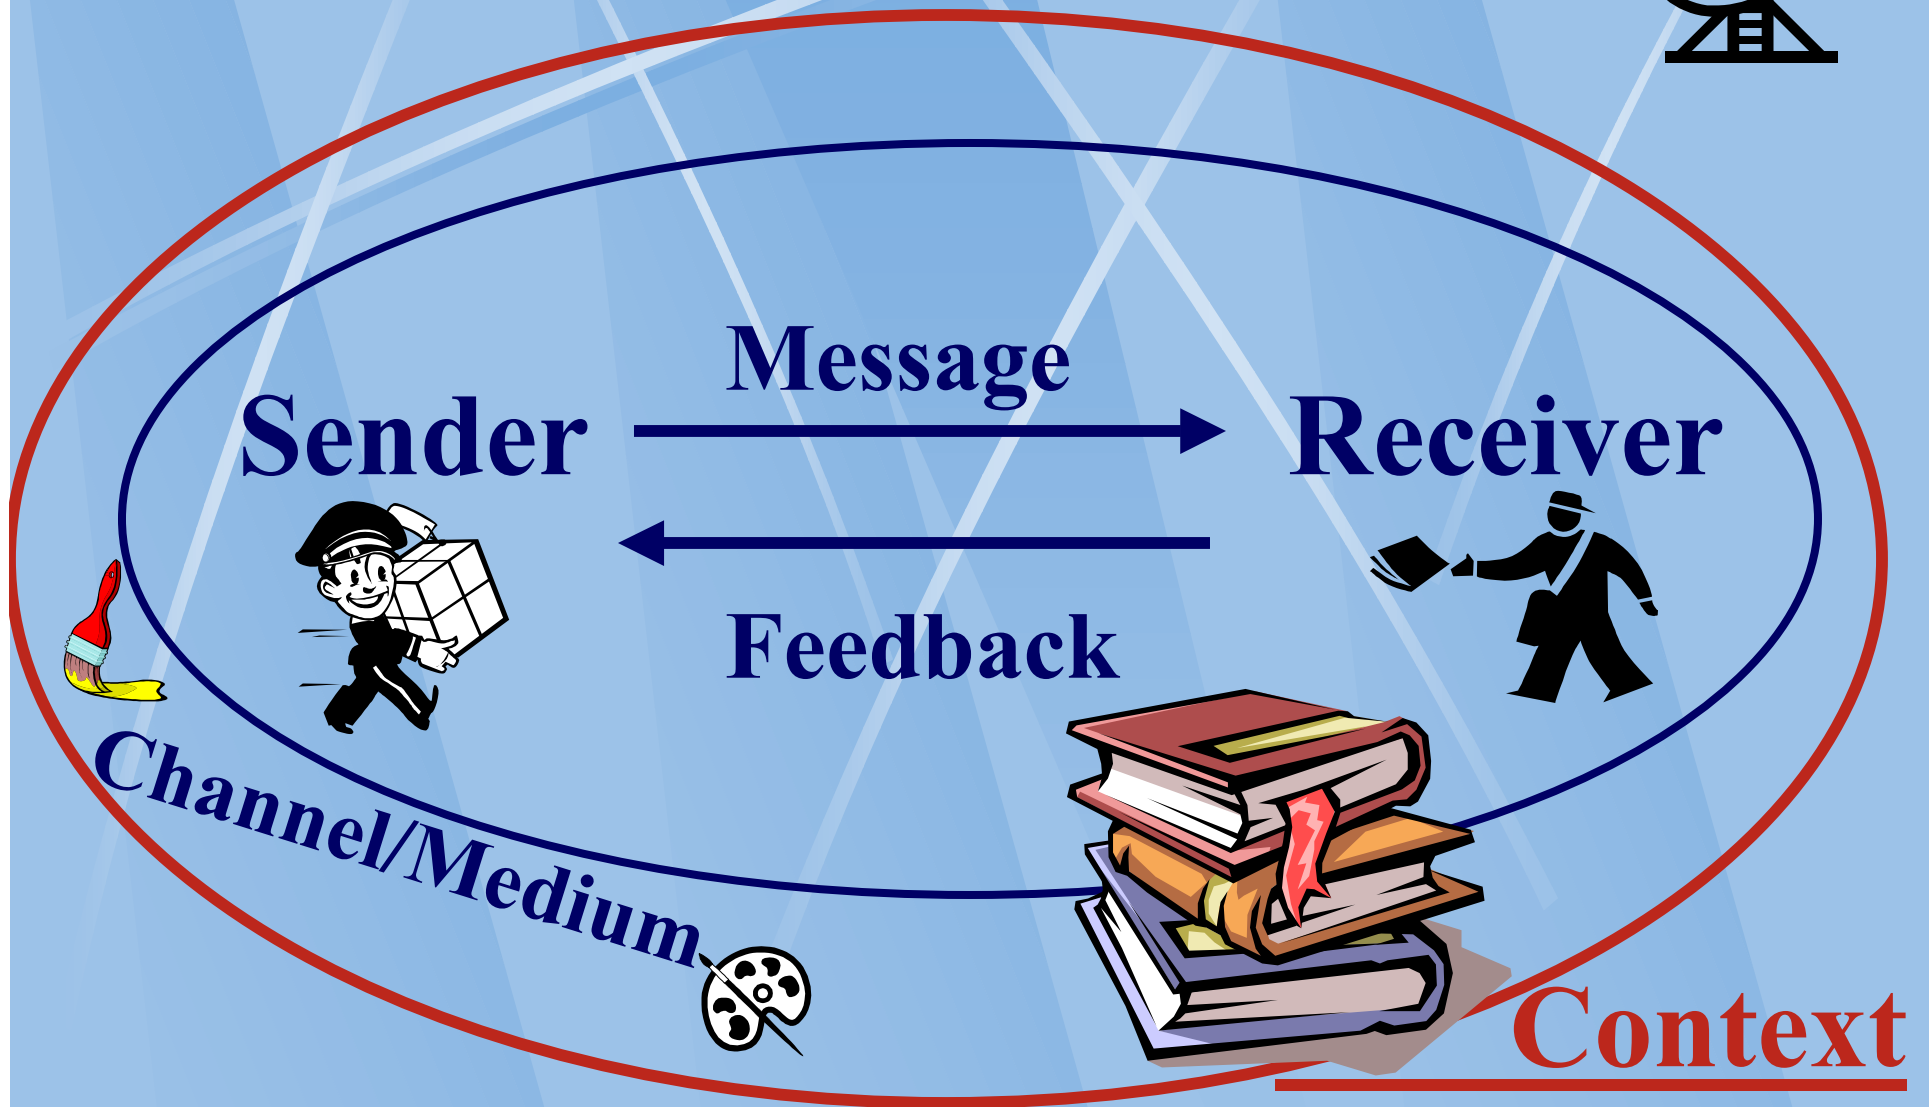 Message
Sender
Receiver
Feedback
Channel/Medium
Context